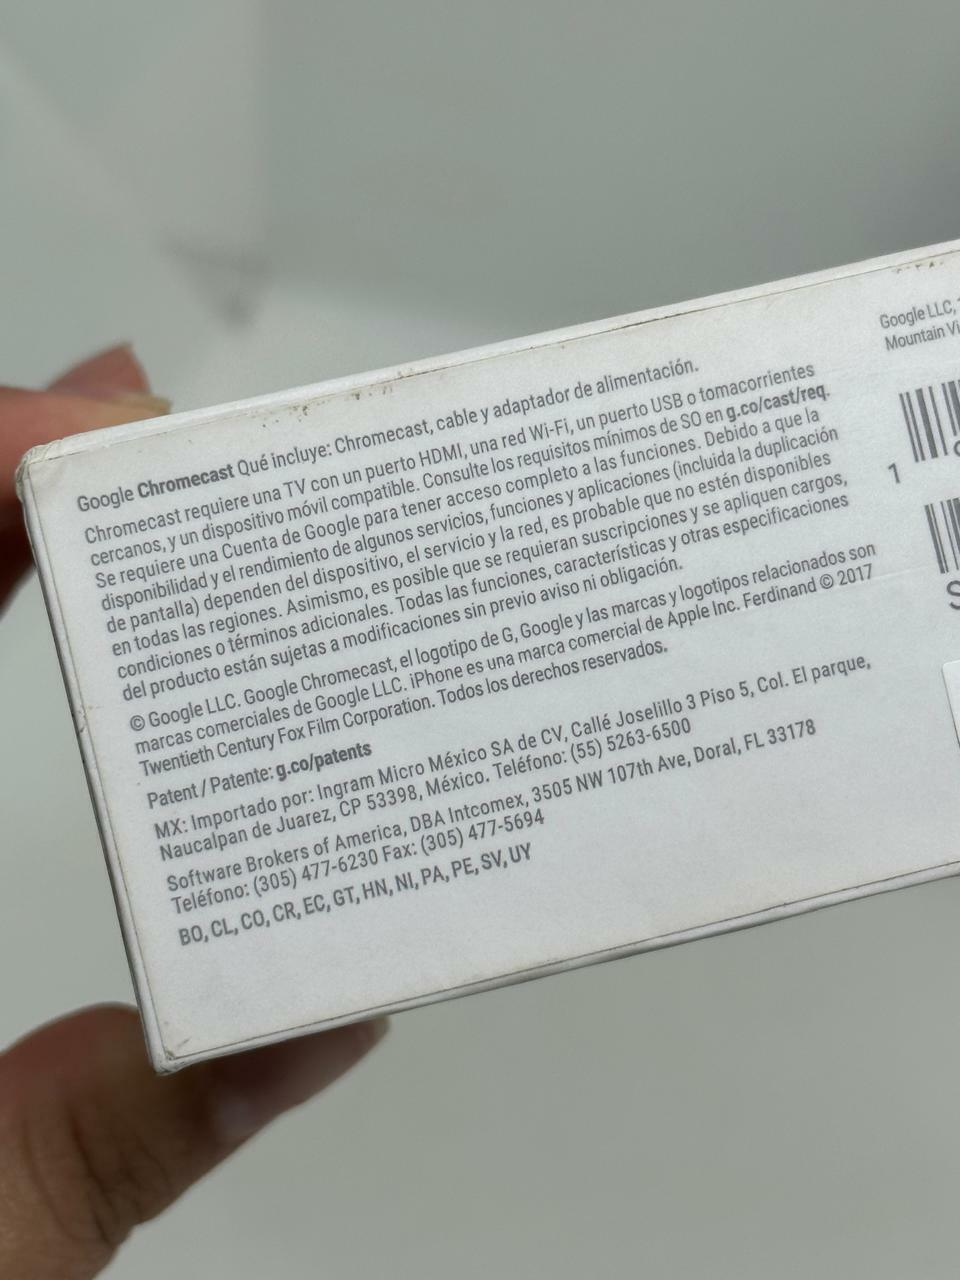 Google Chromecast Qué incluye: Chromecast, cable y adaptador de alimentación.
Chromecast requiere una TV con un puerto HDMI, una red Wi-Fi, un puerto USB o tomacorrientes
cercanos, y un dispositivo móvil compatible. Consulte los requisitos mínimos de SO en g.co/cast/req.
Se requiere una Cuenta de Google para tener acceso completo a las funciones. Debido a que la
disponibilidad y el rendimiento de algunos servicios, funciones y aplicaciones (incluida la duplicación
de pantalla) dependen del dispositivo, el servicio y la red, es probable que no estén disponibles
en todas las regiones. Asimismo, es posible que se requieran suscripciones y se apliquen cargos,
condiciones o términos adicionales. Todas las funciones, características y otras especificaciones
del producto están sujetas a modificaciones sin previo aviso ni obligación.
© Google LLC. Google Chromecast, el logotipo de G, Google y las marcas y logotipos relacionados son
marcas comerciales de Google LLC. iPhone es una marca comercial de Apple Inc. Ferdinand © 2017
Twentieth Century Fox Film Corporation. Todos los derechos reservados.
Patent / Patente: g.co/patents
MX: Importado por: Ingram Micro México SA de CV, Callé Joselillo 3 Piso 5, Col. El parque,
Naucalpan de Juarez, CP 53398, México. Teléfono: (55) 5263-6500
Software Brokers of America, DBA Intcomex, 3505 NW 107th Ave, Doral, FL 33178
Teléfono: (305) 477-6230 Fax: (305) 477-5694
BO, CL, CO, CR, EC, GT, HN, NI, PA, PE, SV, UY
Google LLC,
Mountain
1
S